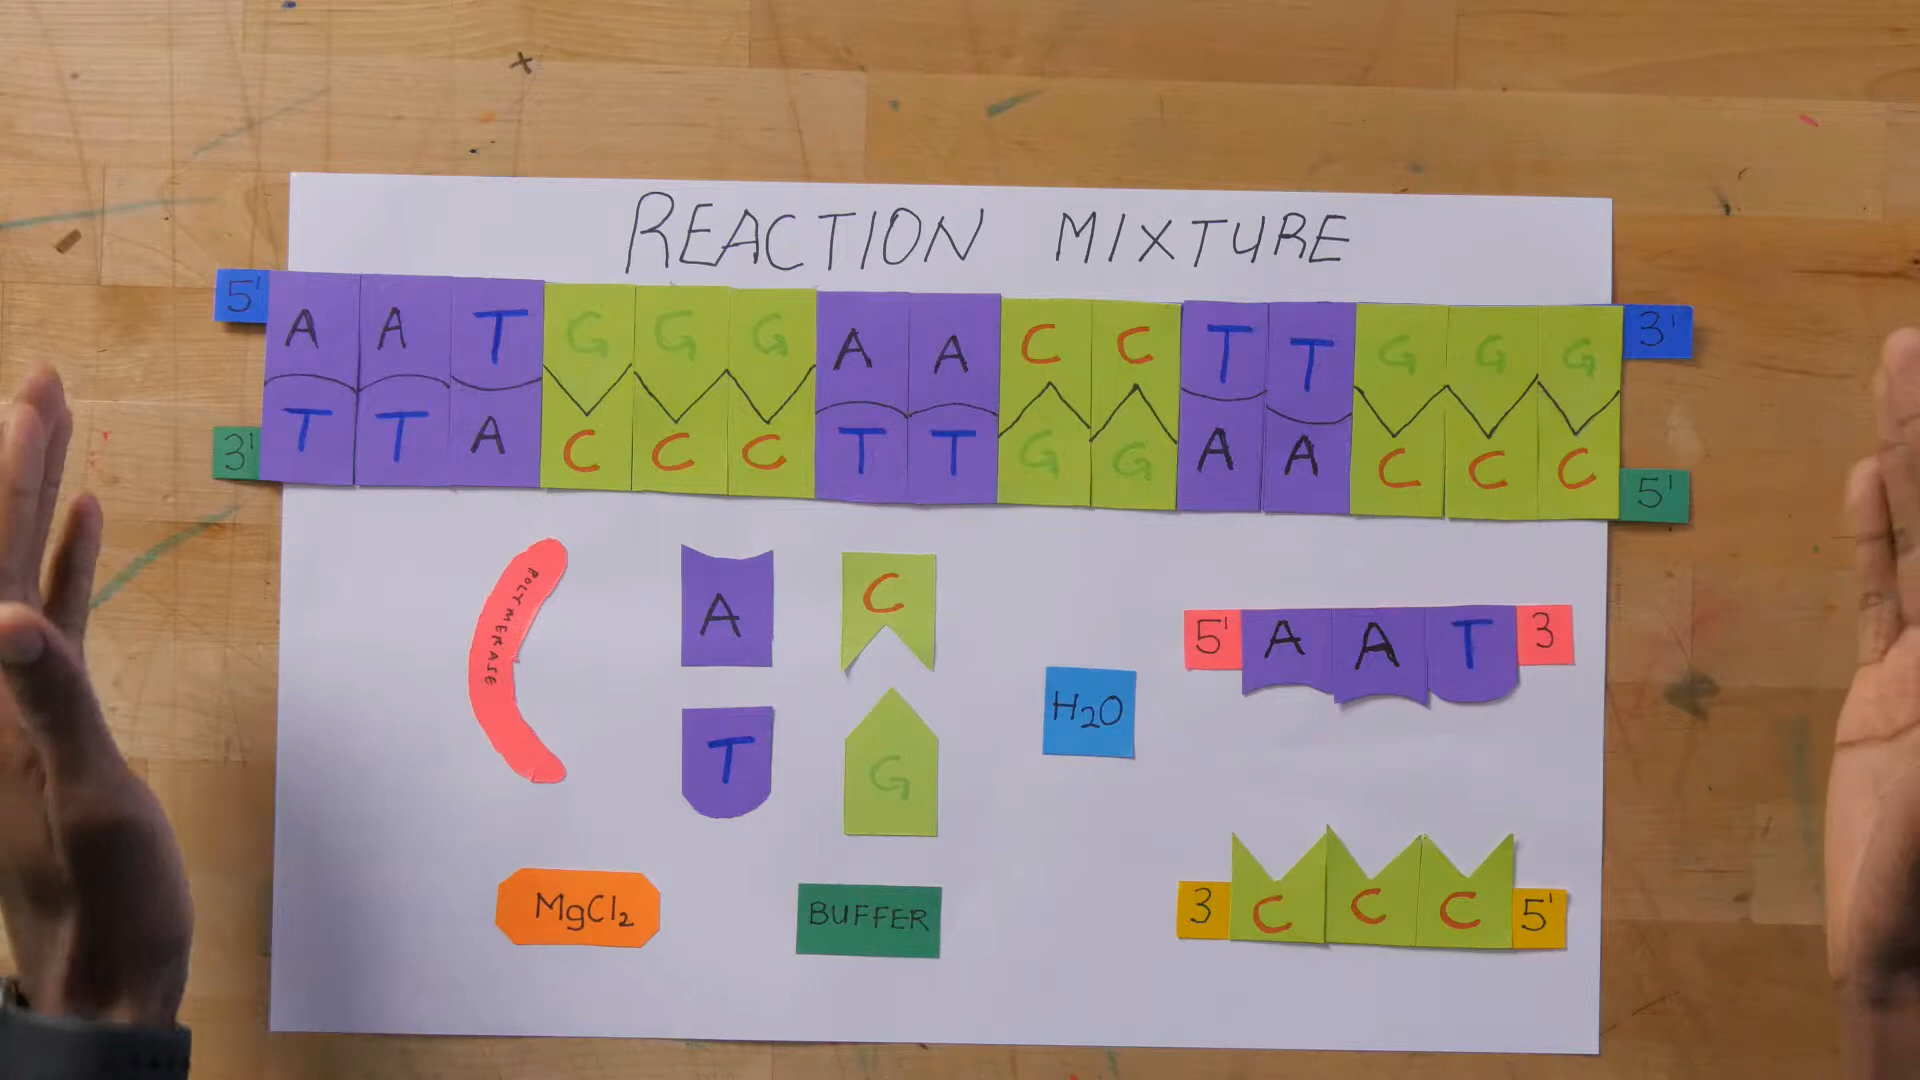 REACTION MIXTURE
5' A A T G G G A A C C T T G G G 3'
3' T T A C C C T T G G A A C C C 5'
POLYMERASE
A C
T G
H2O
5' A A T 3
MgCl2
BUFFER
3 C C C 5'